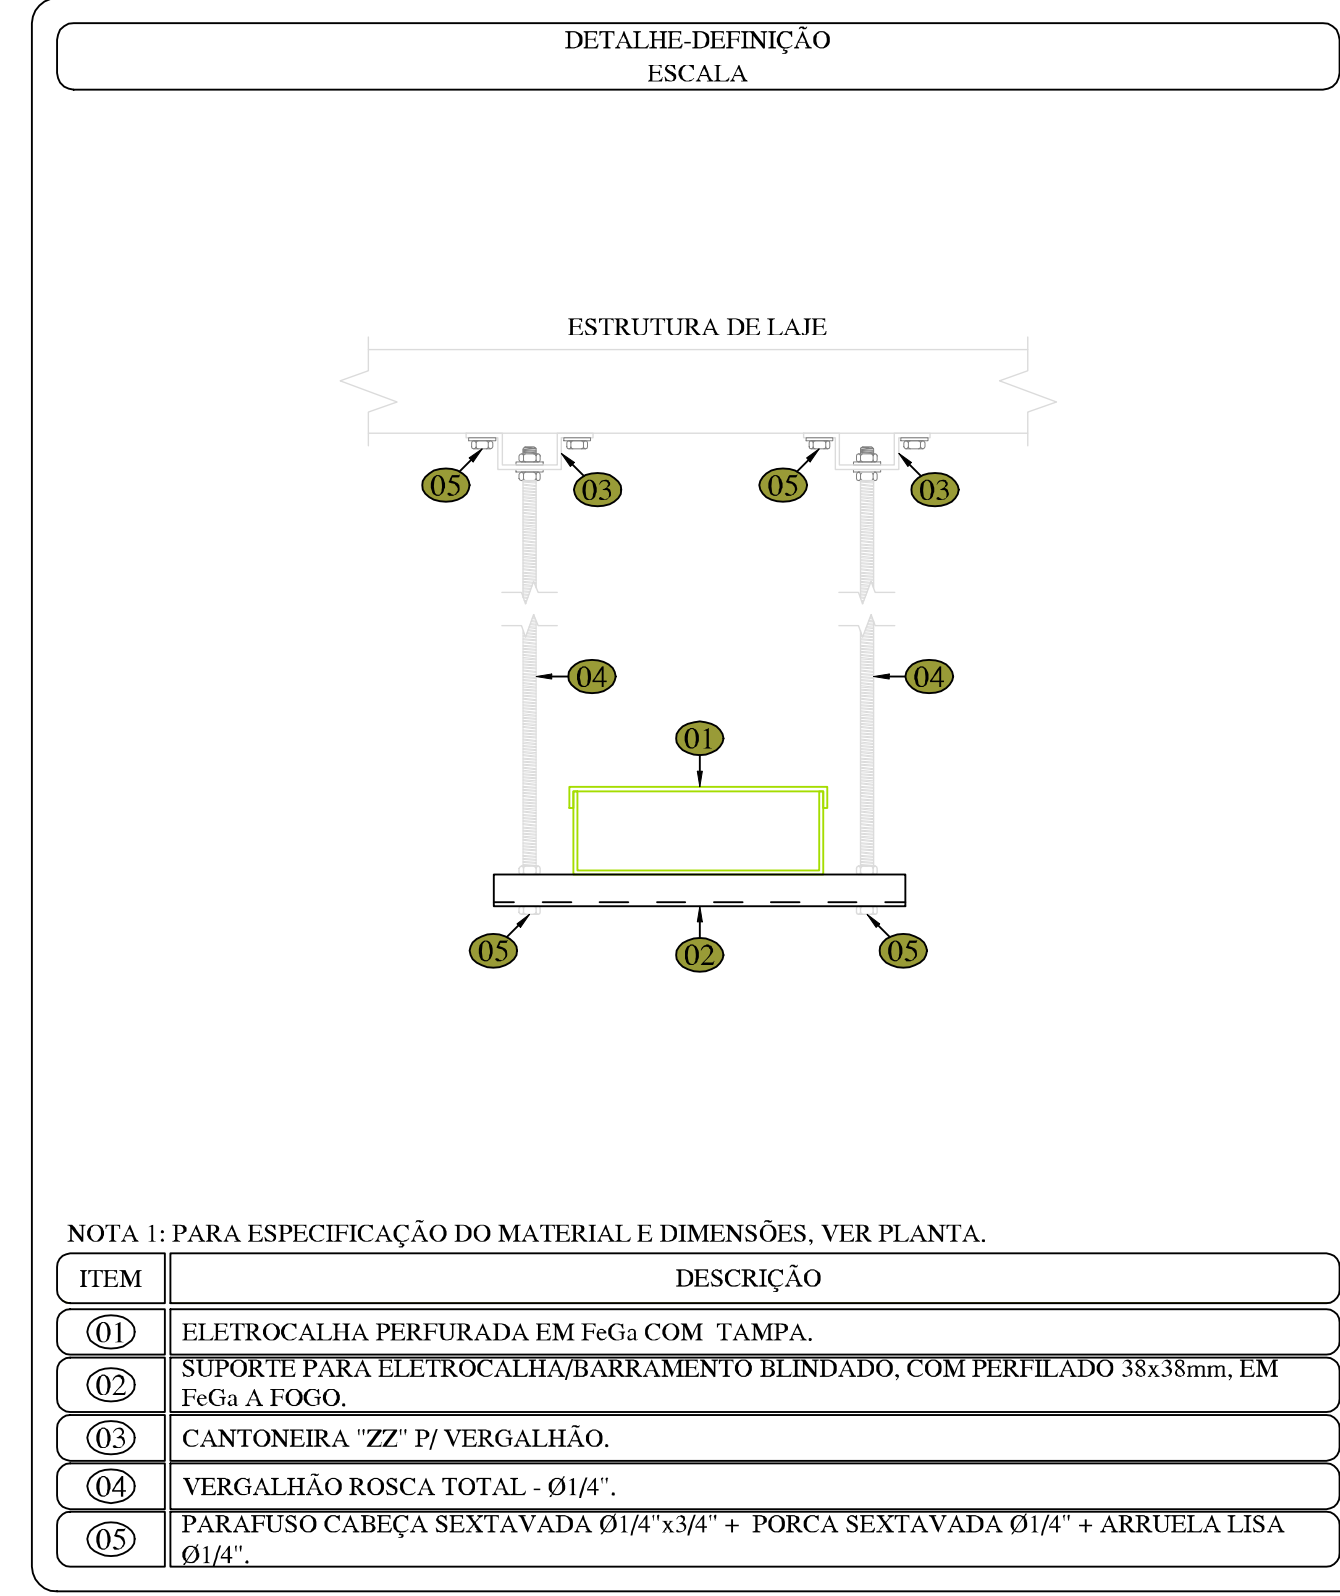 DETALHE-DEFINIÇÃO
ESCALA
ESTRUTURA DE LAJE
05
03
05
03
04
04
01
05
02
05
NOTA 1: PARA ESPECIFICAÇÃO DO MATERIAL E DIMENSÕES, VER PLANTA.
ITEM DESCRIÇÃO
01 ELETROCALHA PERFURADA EM FeGa COM TAMPA.
02 SUPORTE PARA ELETROCALHA/BARRAMENTO BLINDADO, COM PERFILADO 38x38mm, EM
FeGa A FOGO.
03 CANTONEIRA "ZZ" P/ VERGALHÃO.
04 VERGALHÃO ROSCA TOTAL - Ø1/4".
05 PARAFUSO CABEÇA SEXTAVADA Ø1/4"x3/4" + PORCA SEXTAVADA Ø1/4" + ARRUELA LISA
Ø1/4".